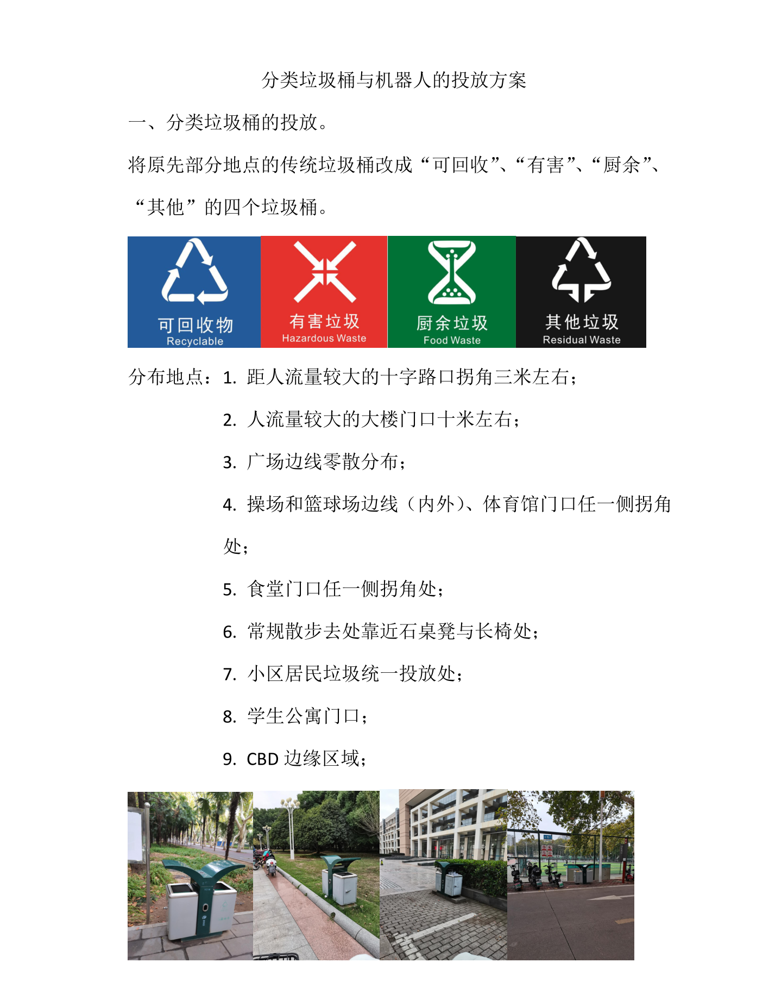 分类垃圾桶与机器人的投放方案
一、分类垃圾桶的投放。
将原先部分地点的传统垃圾桶改成“可回收”、“有害”、“厨余”、
“其他”的四个垃圾桶。
可回收物
Recyclable
有害垃圾
Hazardous Waste
厨余垃圾
Food Waste
其他垃圾
Residual Waste
分布地点：1. 距人流量较大的十字路口拐角三米左右；
2. 人流量较大的大楼门口十米左右；
3. 广场边线零散分布；
4. 操场和篮球场边线（内外）、体育馆门口任一侧拐角
处；
5. 食堂门口任一侧拐角处；
6. 常规散步去处靠近石桌凳与长椅处；
7. 小区居民垃圾统一投放处；
8. 学生公寓门口；
9. CBD 边缘区域；